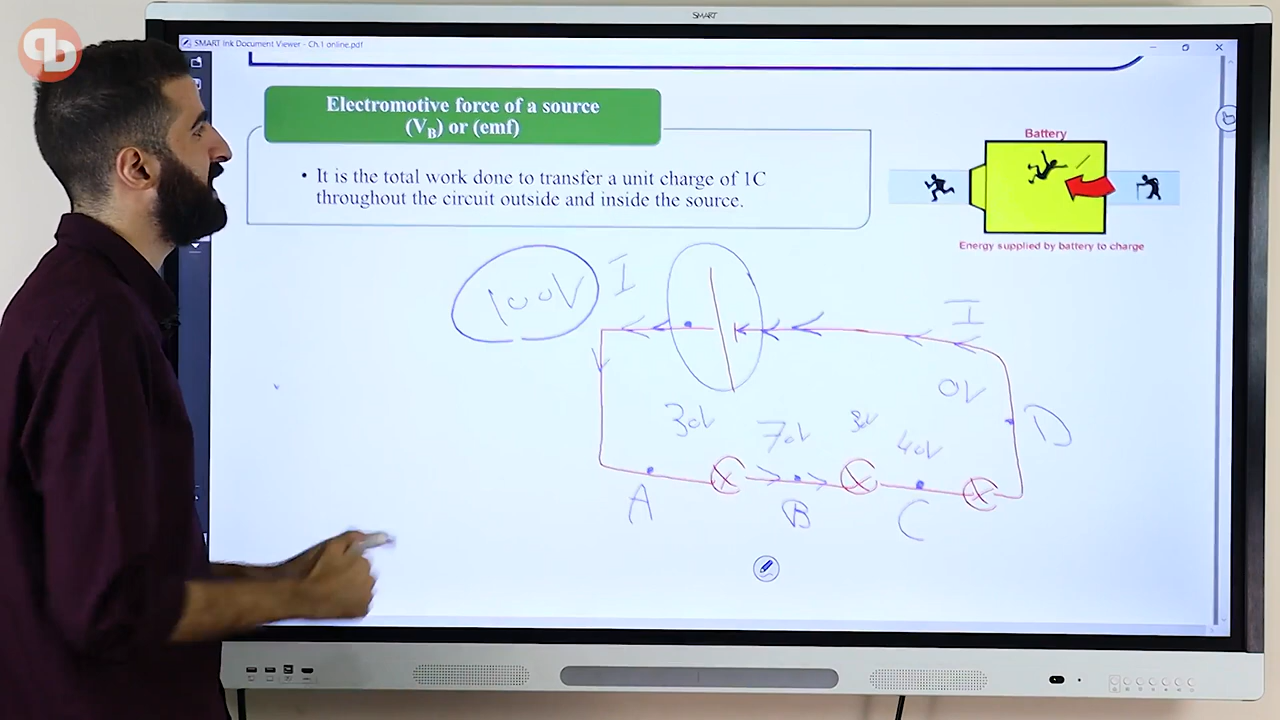 SMART
SMART Ink Document Viewer - Ch.1 online.pdf
Electromotive force of a source
(VB) or (emf)
• It is the total work done to transfer a unit charge of 1C
throughout the circuit outside and inside the source.
Battery
Energy supplied by battery to charge
100V
I
I
0V
30V
70V
40V
D
A
B
C